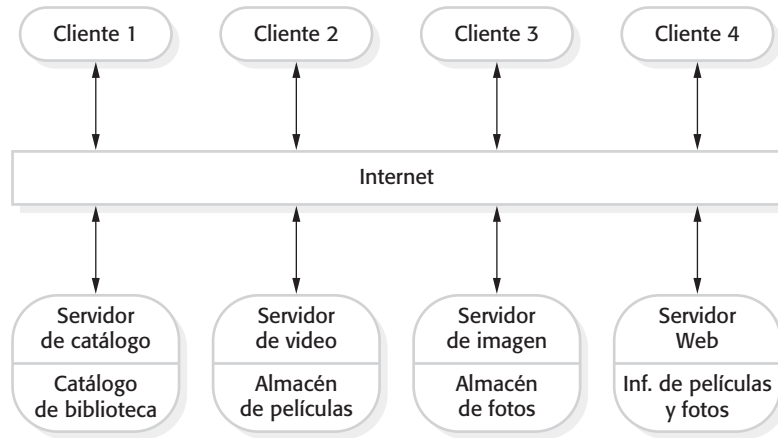 Cliente 1
Cliente 2
Cliente 3
Cliente 4
Internet
Servidor
de catálogo
Catálogo
de biblioteca
Servidor
de video
Almacén
de películas
Servidor
de imagen
Almacén
de fotos
Servidor
Web
Inf. de películas
y fotos